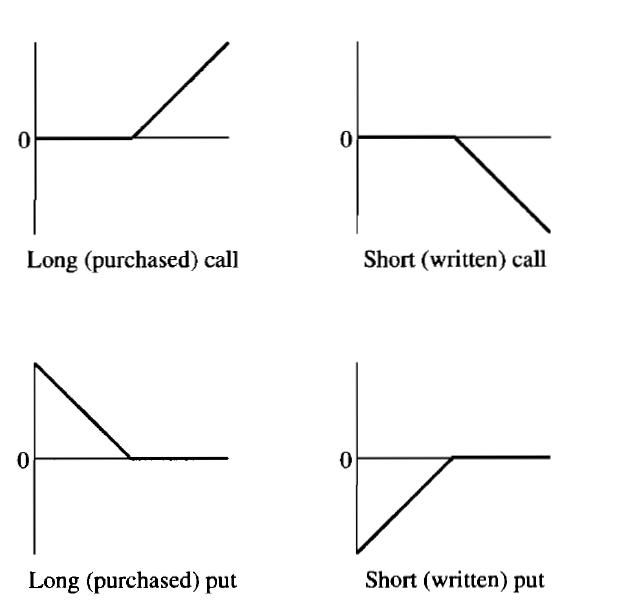 0
0
Long (purchased) call
Short (written) call
0
0
Long (purchased) put
Short (written) put